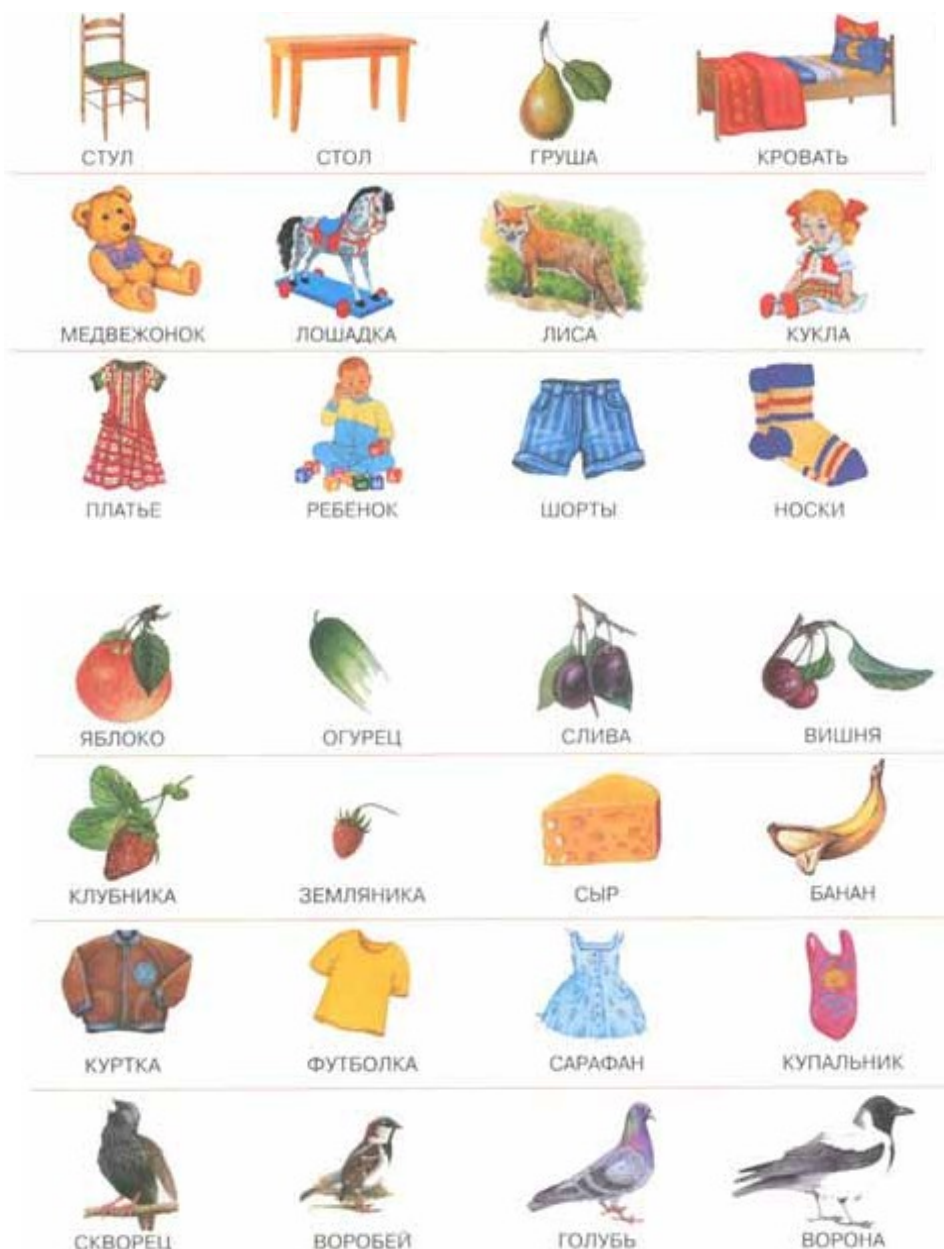 СТУЛ СТОЛ ГРУША КРОВАТЬ
МЕДВЕЖОНОК ЛОШАДКА ЛИСА КУКЛА
ПЛАТЬЕ РЕБЕНОК ШОРТЫ НОСКИ
ЯБЛОКО ОГУРЕЦ СЛИВА ВИШНЯ
КЛУБНИКА ЗЕМЛЯНИКА СЫР БАНАН
КУРТКА ФУТБОЛКА САРАФАН КУПАЛЬНИК
СКВОРЕЦ ВОРОБЕЙ ГОЛУБЬ ВОРОНА